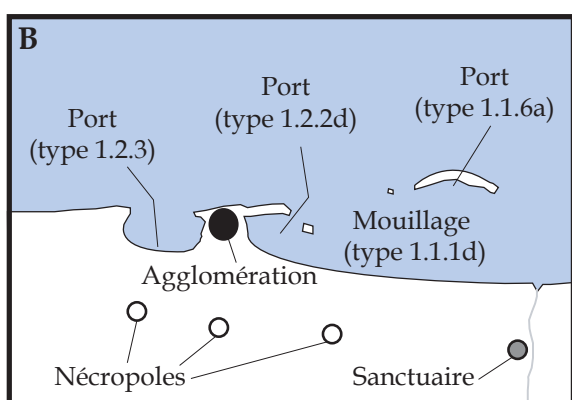 B
Port
(type 1.2.3)
Port
(type 1.2.2d)
Port
(type 1.1.6a)
Mouillage
(type 1.1.1d)
Agglomération
Nécropoles
Sanctuaire